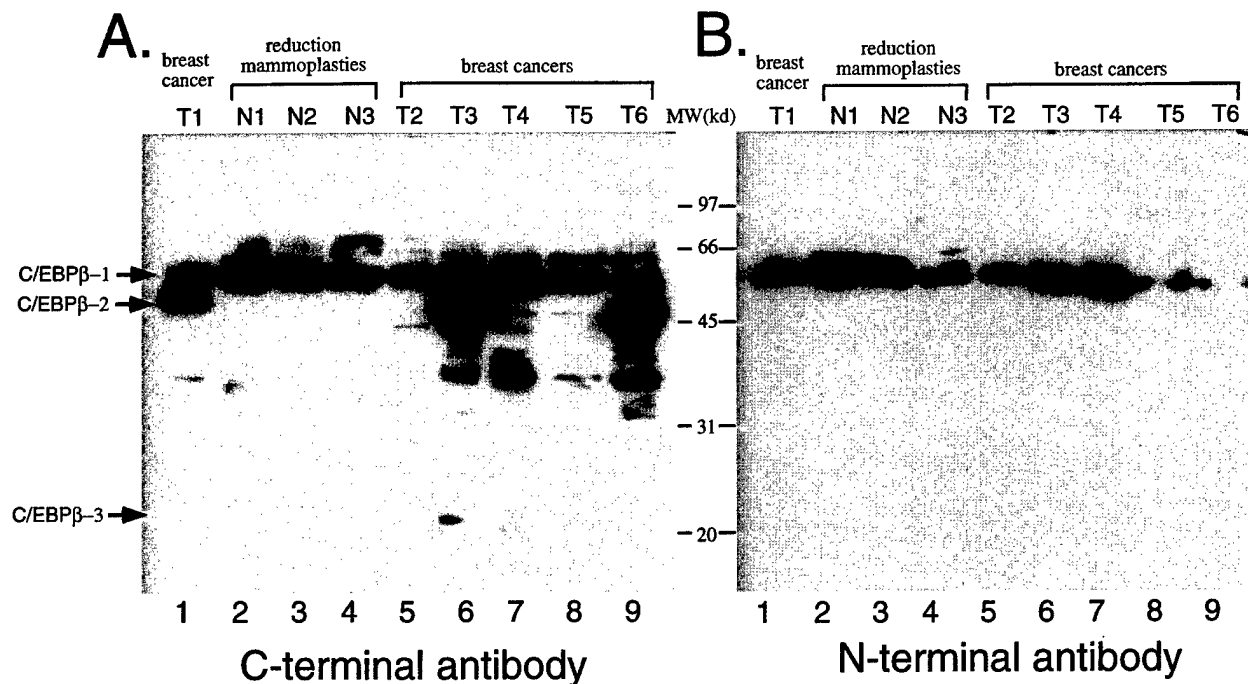 A.
breast
cancer
reduction
mammoplasties
breast cancers
T1 N1 N2 N3 T2 T3 T4 T5 T6
C/EBPβ–1
C/EBPβ–2
C/EBPβ–3
1 2 3 4 5 6 7 8 9
C-terminal antibody
MW(kd)
97
66
45
31
20
B.
breast
cancer
reduction
mammoplasties
breast cancers
T1 N1 N2 N3 T2 T3 T4 T5 T6
1 2 3 4 5 6 7 8 9
N-terminal antibody